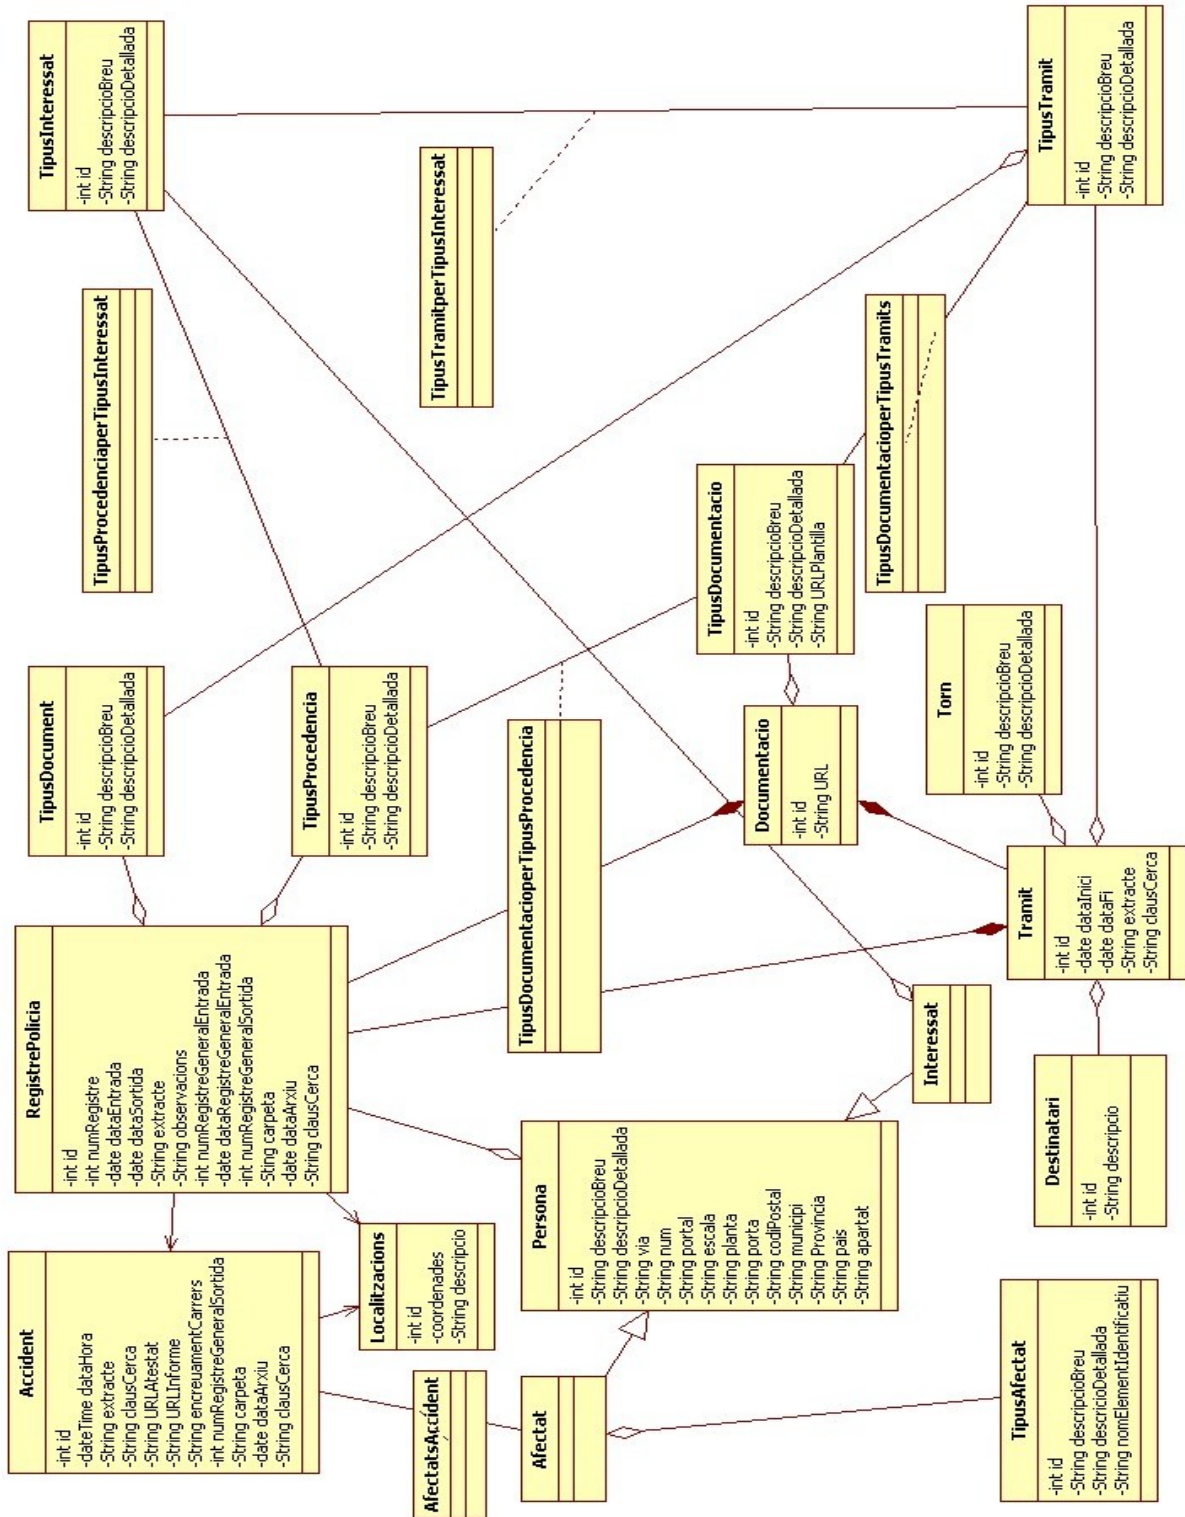 Accident
-int id
-dateTime dataHora
-String extracte
-String clausCerca
-String URLAtestat
-String URLInforme
-String encreuamentCarrers
-int numRegistreGeneralSortida
-String carpeta
-date dataArxiu
-String clausCerca
RegistrePolicia
-int id
-int numRegistre
-date dataEntrada
-date dataSortida
-String extracte
-String observacions
-int numRegistreGeneralEntrada
-date dataRegistreGeneralEntrada
-int numRegistreGeneralSortida
-Sting carpeta
-date dataArxiu
-String clausCerca
TipusDocument
-int id
-String descripcioBreu
-String descripcioDetallada
TipusProcedenciaperTipusInteressat
TipusInteressat
-int id
-String descripcioBreu
-String descripcioDetallada
Localitzacions
-int id
-coordenades
-String descripcio
TipusProcedencia
-int id
-String descripcioBreu
-String descripcioDetallada
AfectatsAccident
TipusTramitperTipusInteressat
Afectat
Persona
-int id
-String descripcioBreu
-String descripcioDetallada
-String via
-String num
-String portal
-String escala
-String planta
-String porta
-String codiPostal
-String municipi
-String Provincia
-String pais
-String apartat
TipusDocumentacioperTipusProcedencia
TipusDocumentacio
-int id
-String descripcioBreu
-String descripcioDetallada
-String URLPlantilla
Documentacio
-int id
-String URL
TipusDocumentacioperTipusTramits
Interessat
Torn
-int id
-String descripcioBreu
-String descripcioDetallada
TipusAfectat
-int id
-String descripcioBreu
-String descricioDetallada
-String nomElementIdentificatiu
Destinatari
-int id
-String descripcio
Tramit
-int id
-date dataInici
-date dataFi
-String extracte
-String clausCerca
TipusTramit
-int id
-String descripcioBreu
-String descripcioDetallada